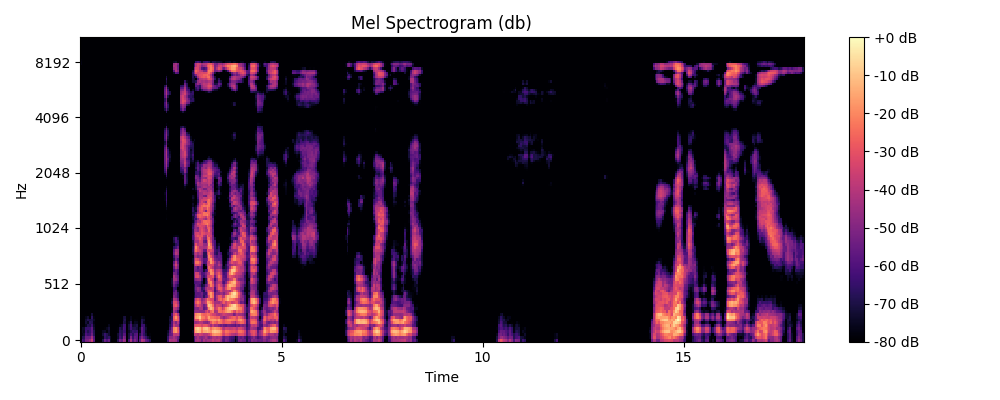 Mel Spectrogram (db)
8192
4096
2048
1024
512
0
Hz
0 5 10 15
Time
+0 dB
-10 dB
-20 dB
-30 dB
-40 dB
-50 dB
-60 dB
-70 dB
-80 dB